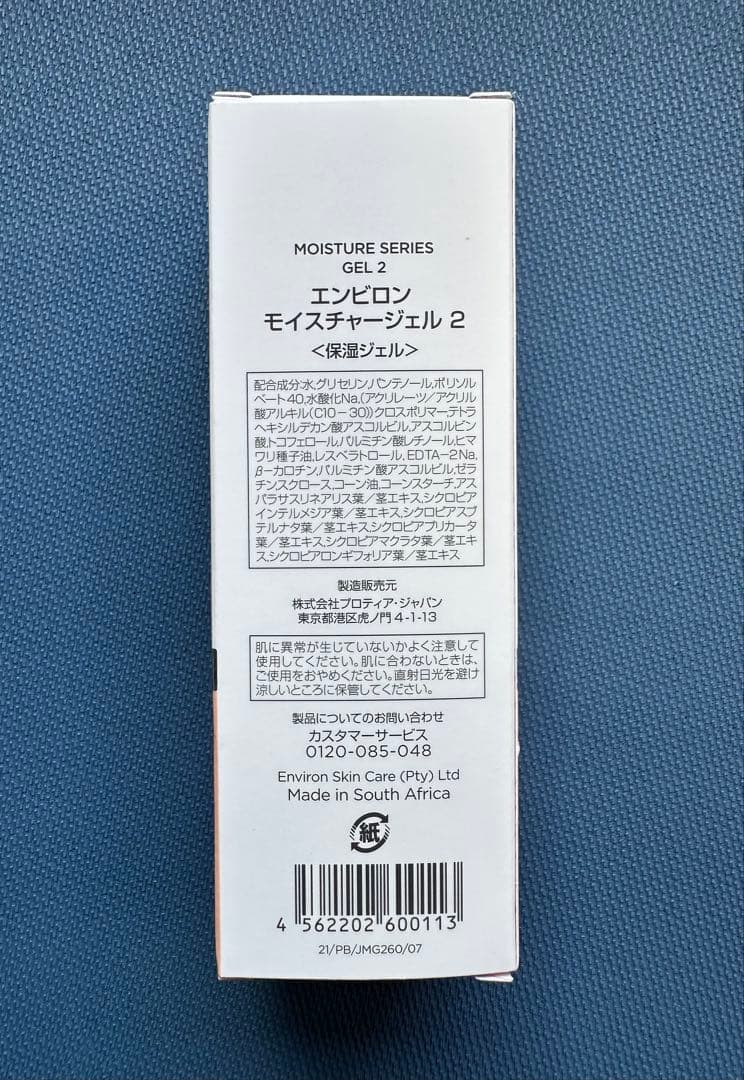 MOISTURE SERIES
GEL 2
エンビロン
モイスチャージェル 2
<保湿ジェル>
配合成分:水,グリセリン,パンテノール,ポリソル
ベート40,水酸化Na,(アクリレーツ/アクリル
酸アルキル(C10-30))クロスポリマー,テトラ
ヘキシルデカン酸アスコルビル,アスコルビン
酸,トコフェロール,パルミチン酸レチノール,ヒマ
ワリ種子油,レスベラトロール, EDTA-2Na,
β-カロチン,パルミチン酸アスコルビル,ゼラ
チン,スクロース,コーン油,コーンスターチ,アス
パラサスリネアリス葉/茎エキス,シクロピア
インテルメジア葉/茎エキス,シクロピアスブ
テルナタ葉/茎エキス,シクロピアプリカータ
葉/茎エキス,シクロピアマクラタ葉/茎エキ
ス,シクロピアロンギフォリア葉/茎エキス
製造販売元
株式会社プロティア・ジャパン
東京都港区虎ノ門 4-1-13
肌に異常が生じていないかよく注意して
使用してください。肌に合わないときは、
ご使用をおやめください。直射日光を避け
涼しいところに保管してください。
製品についてのお問い合わせ
カスタマーサービス
0120-085-048
Environ Skin Care (Pty) Ltd
Made in South Africa
紙
4 562202 600113
21/PB/JMG260/07